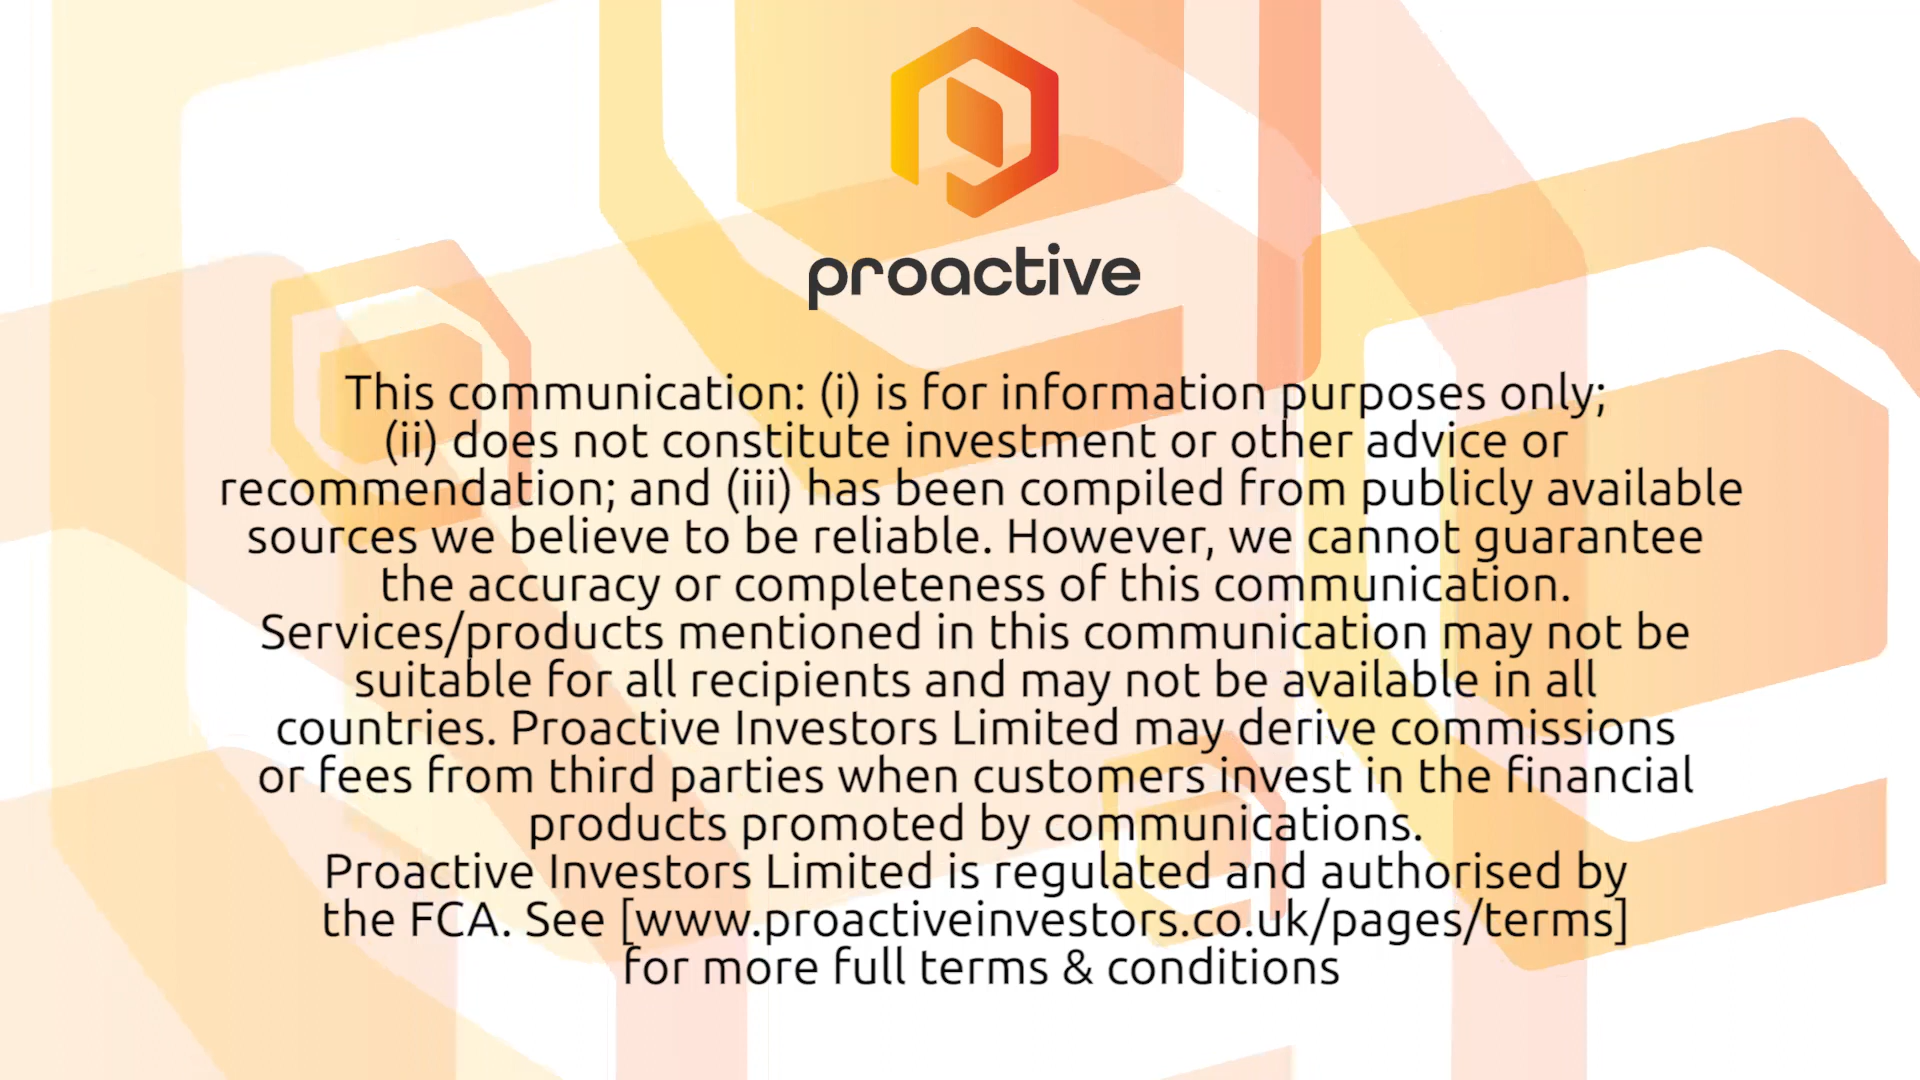 proactive
This communication: (i) is for information purposes only;
(ii) does not constitute investment or other advice or
recommendation; and (iii) has been compiled from publicly available
sources we believe to be reliable. However, we cannot guarantee
the accuracy or completeness of this communication.
Services/products mentioned in this communication may not be
suitable for all recipients and may not be available in all
countries. Proactive Investors Limited may derive commissions
or fees from third parties when customers invest in the financial
products promoted by communications.
Proactive Investors Limited is regulated and authorised by
the FCA. See [www.proactiveinvestors.co.uk/pages/terms]
for more full terms & conditions